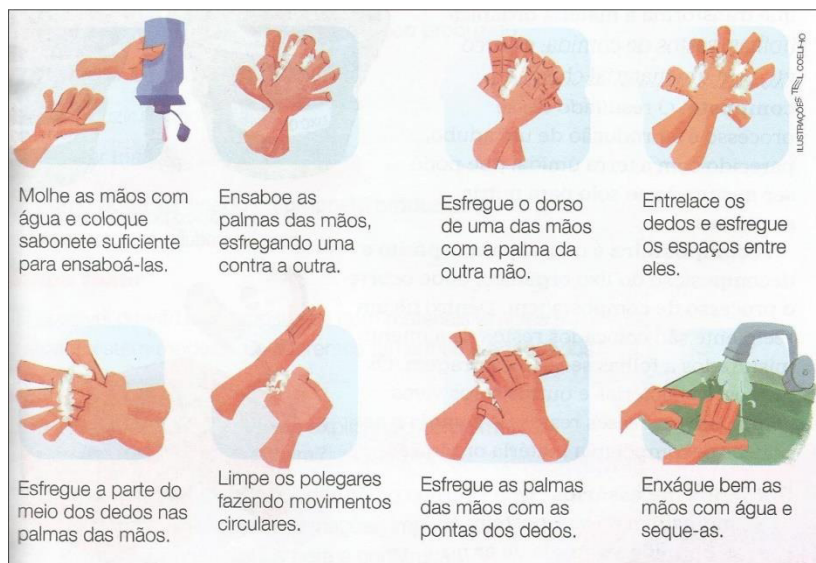 ILUSTRAÇÕES TEL COELHO
Molhe as mãos com
água e coloque
sabonete suficiente
para ensaboá-las.
Ensaboe as
palmas das mãos,
esfregando uma
contra a outra.
Esfregue o dorso
de uma das mãos
com a palma da
outra mão.
Entrelace os
dedos e esfregue
os espaços entre
eles.
Esfregue a parte do
meio dos dedos nas
palmas das mãos.
Limpe os polegares
fazendo movimentos
circulares.
Esfregue as palmas
das mãos com as
pontas dos dedos.
Enxágue bem as
mãos com água e
seque-as.